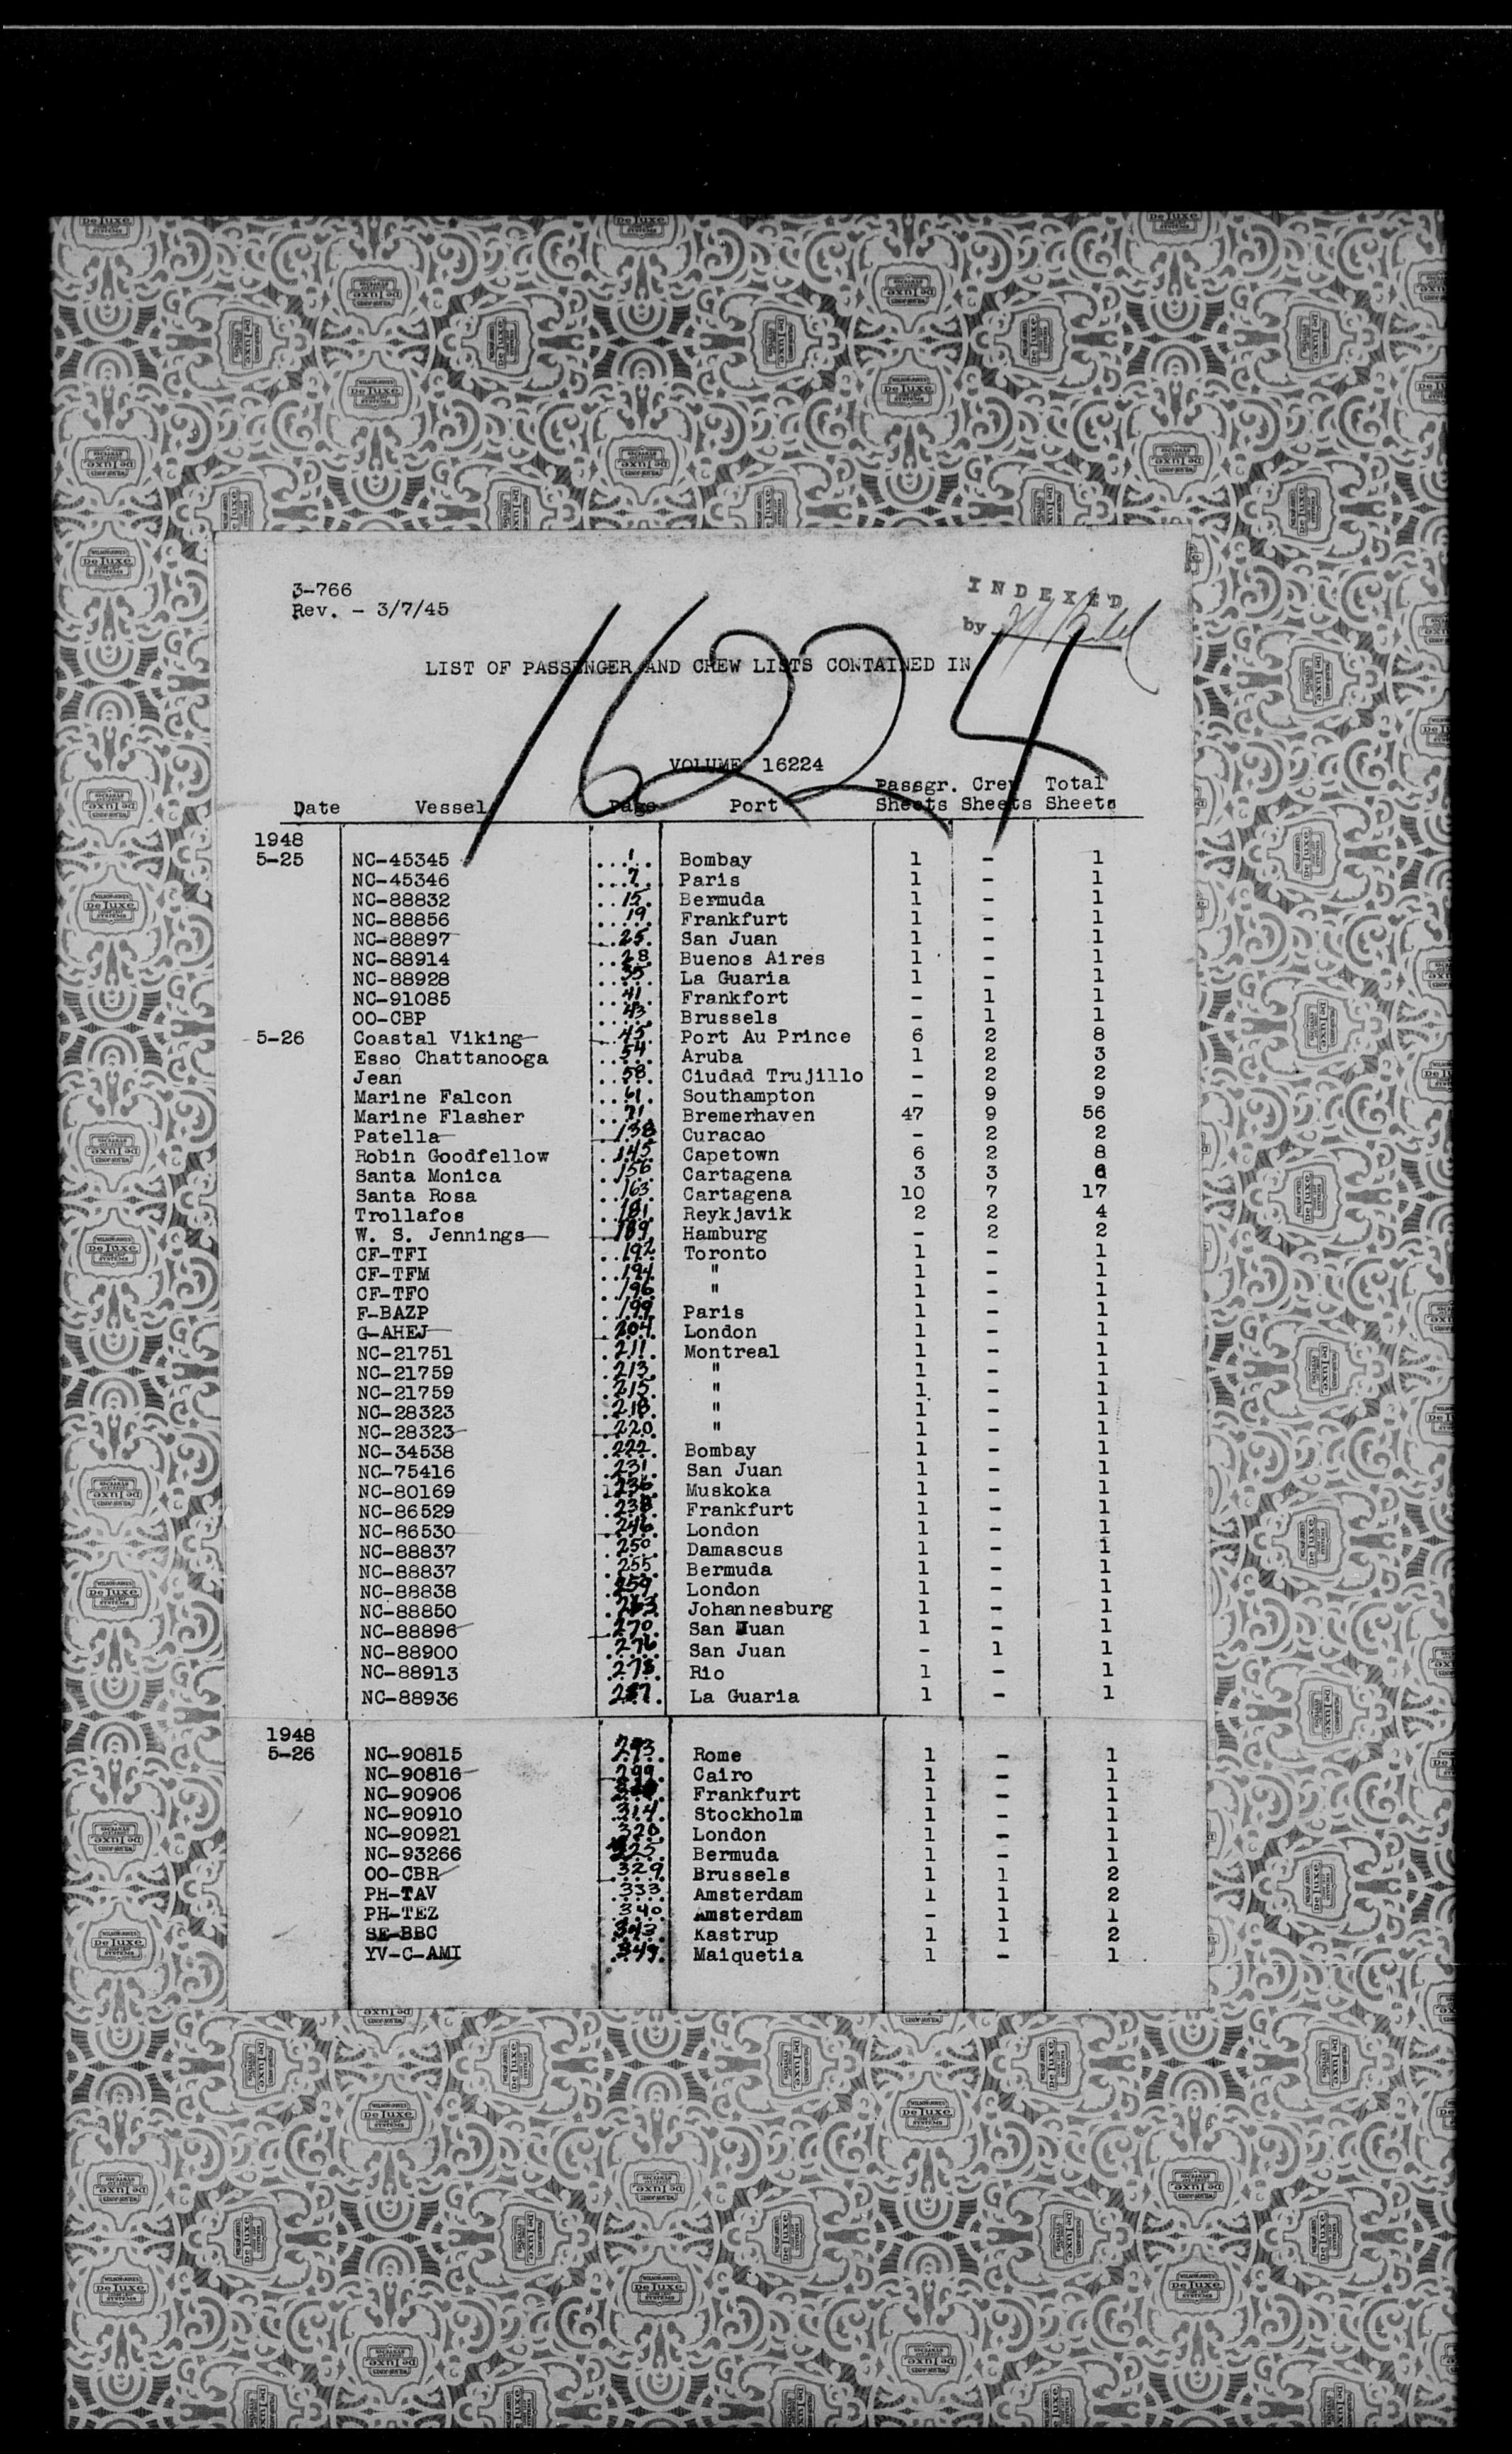 3-766
Rev. - 3/7/45
INDEXED
by
LIST OF PASSENGER AND CREW LISTS CONTAINED IN
16224
VOLUME 16224
Date Vessel Page Port Passgr. Sheets Crew Sheets Total Sheets
1948
5-25 NC-45345 1 Bombay 1 - 1
NC-45346 7 Paris 1 - 1
NC-88832 15 Bermuda 1 - 1
NC-88856 19 Frankfurt 1 - 1
NC-88897 25 San Juan 1 - 1
NC-88914 28 Buenos Aires 1 - 1
NC-88928 35 La Guaria 1 - 1
NC-91085 41 Frankfort - 1 1
OO-CBP 43 Brussels - 1 1
5-26 Coastal Viking 45 Port Au Prince 6 2 8
Esso Chattanooga 54 Aruba 1 2 3
Jean 58 Ciudad Trujillo - 2 2
Marine Falcon 61 Southampton - 9 9
Marine Flasher 71 Bremerhaven 47 9 56
Patella 138 Curacao - 2 2
Robin Goodfellow 145 Capetown 6 2 8
Santa Monica 156 Cartagena 3 3 6
Santa Rosa 163 Cartagena 10 7 17
Trollafos 181 Reykjavik 2 2 4
W. S. Jennings 189 Hamburg - 2 2
CF-TFI 192 Toronto 1 - 1
CF-TFM 194 " 1 - 1
CF-TFO 196 " 1 - 1
F-BAZP 199 Paris 1 - 1
G-AHEJ 204 London 1 - 1
NC-21751 211 Montreal 1 - 1
NC-21759 213 " 1 - 1
NC-21759 215 " 1 - 1
NC-28323 218 " 1 - 1
NC-28323 220 " 1 - 1
NC-34538 222 Bombay 1 - 1
NC-75416 231 San Juan 1 - 1
NC-80169 236 Muskoka 1 - 1
NC-86529 238 Frankfurt 1 - 1
NC-86530 246 London 1 - 1
NC-88837 250 Damascus 1 - 1
NC-88837 255 Bermuda 1 - 1
NC-88838 259 London 1 - 1
NC-88850 Johannesburg 1 - 1
NC-88896 270 San Juan 1 - 1
NC-88900 276 San Juan - 1 1
NC-88913 278 Rio 1 - 1
NC-88936 287 La Guaria 1 - 1
1948
5-26 NC-90815 293 Rome 1 - 1
NC-90816 299 Cairo 1 - 1
NC-90906 Frankfurt 1 - 1
NC-90910 314 Stockholm 1 - 1
NC-90921 320 London 1 - 1
NC-93266 325 Bermuda 1 - 1
OO-CBR 329 Brussels 1 1 2
PH-TAV 333 Amsterdam 1 1 2
PH-TEZ 340 Amsterdam - 1 1
SE-BBC 343 Kastrup 1 1 2
YV-C-AMI 349 Maiquetia 1 - 1